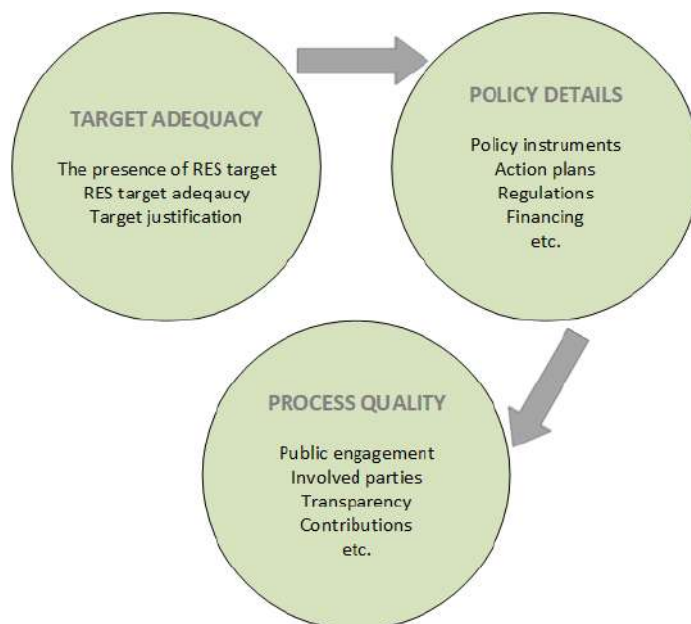 TARGET ADEQUACY
The presence of RES target
RES target adeqaucy
Target justification
POLICY DETAILS
Policy instruments
Action plans
Regulations
Financing
etc.
PROCESS QUALITY
Public engagement
Involved parties
Transparency
Contributions
etc.